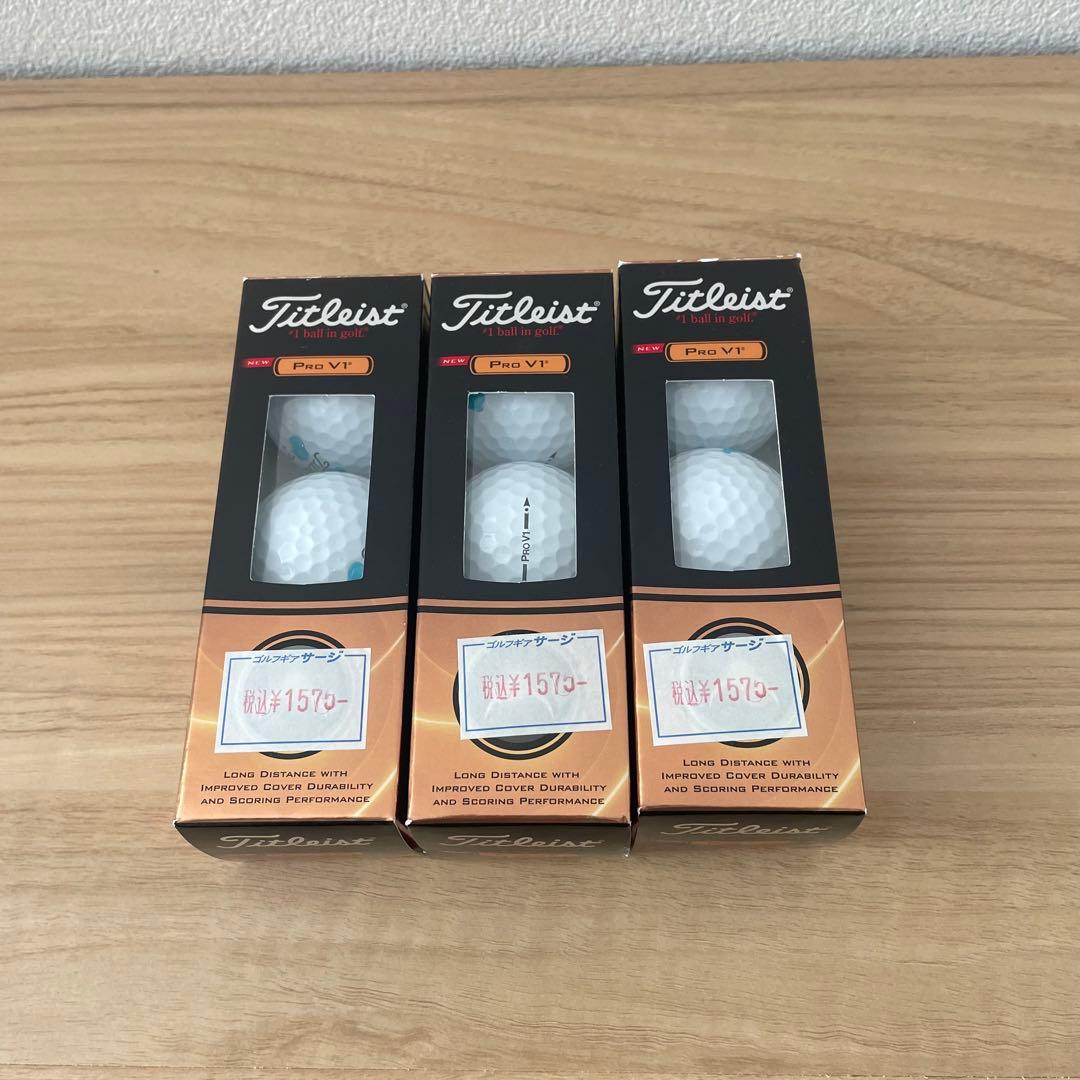 Titleist®
"1 ball in golf."
NEW PRO V1®
ゴルフギア サージ
税込¥1575-
LONG DISTANCE WITH
IMPROVED COVER DURABILITY
AND SCORING PERFORMANCE
Titleist
Titleist®
"1 ball in golf."
NEW PRO V1®
PRO V1
ゴルフギア サージ
税込¥1575-
LONG DISTANCE WITH
IMPROVED COVER DURABILITY
AND SCORING PERFORMANCE
Titleist
Titleist®
"1 ball in golf."
NEW PRO V1®
ゴルフギア サージ
税込¥1575-
LONG DISTANCE WITH
IMPROVED COVER DURABILITY
AND SCORING PERFORMANCE
Titleist